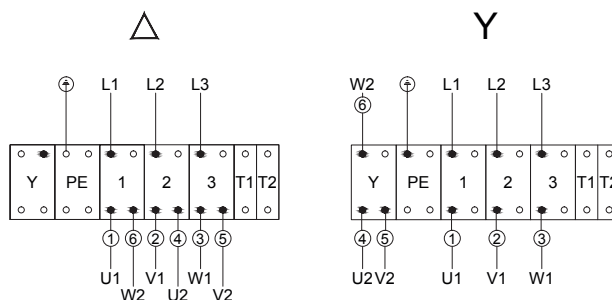 △ Y
W2
L1 L2 L3 L1 L2 L3
6
Y PE 1 2 3 T1 T2 Y PE 1 2 3 T1 T2
1 6 2 4 3 5 4 5 1 2 3
U1 V1 W1 U2 V2 U1 V1 W1
W2 U2 V2